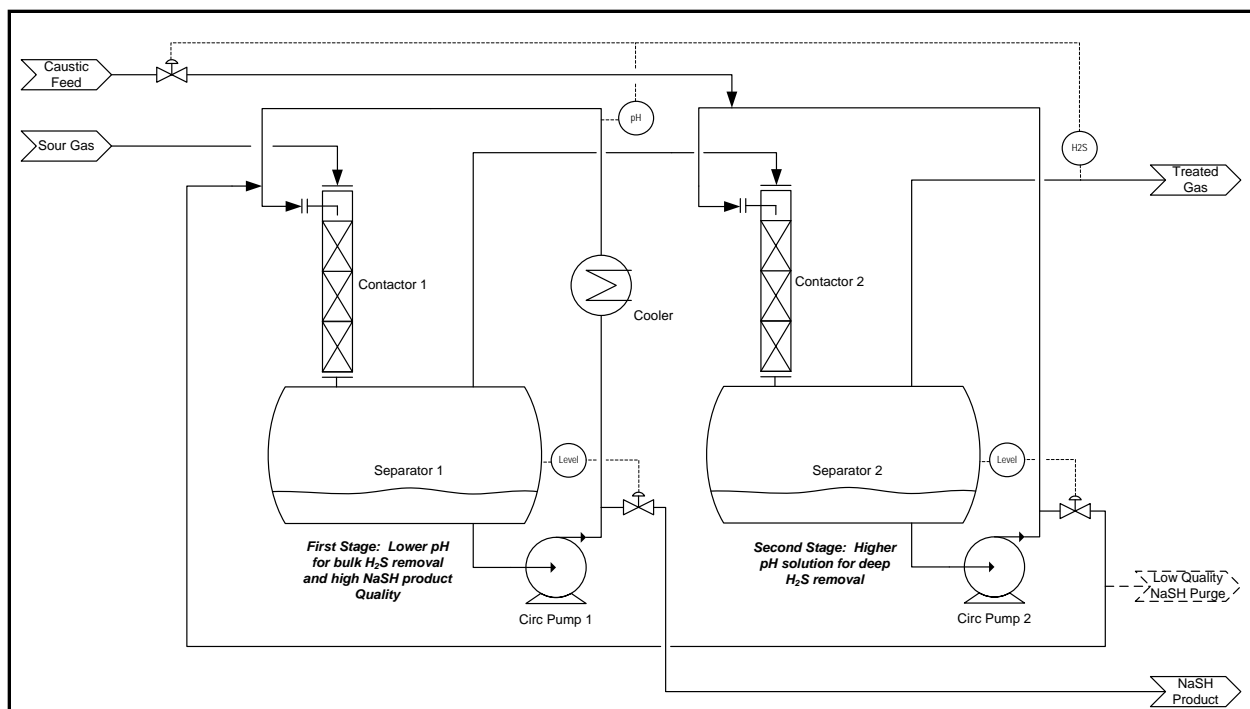 Caustic
Feed
Sour Gas
pH
H2S
Treated
Gas
Contactor 1
Cooler
Contactor 2
Separator 1
Level
Separator 2
Level
First Stage: Lower pH
for bulk H₂S removal
and high NaSH product
Quality
Second Stage: Higher
pH solution for deep
H₂S removal
Circ Pump 1
Circ Pump 2
Low Quality
NaSH Purge
NaSH
Product